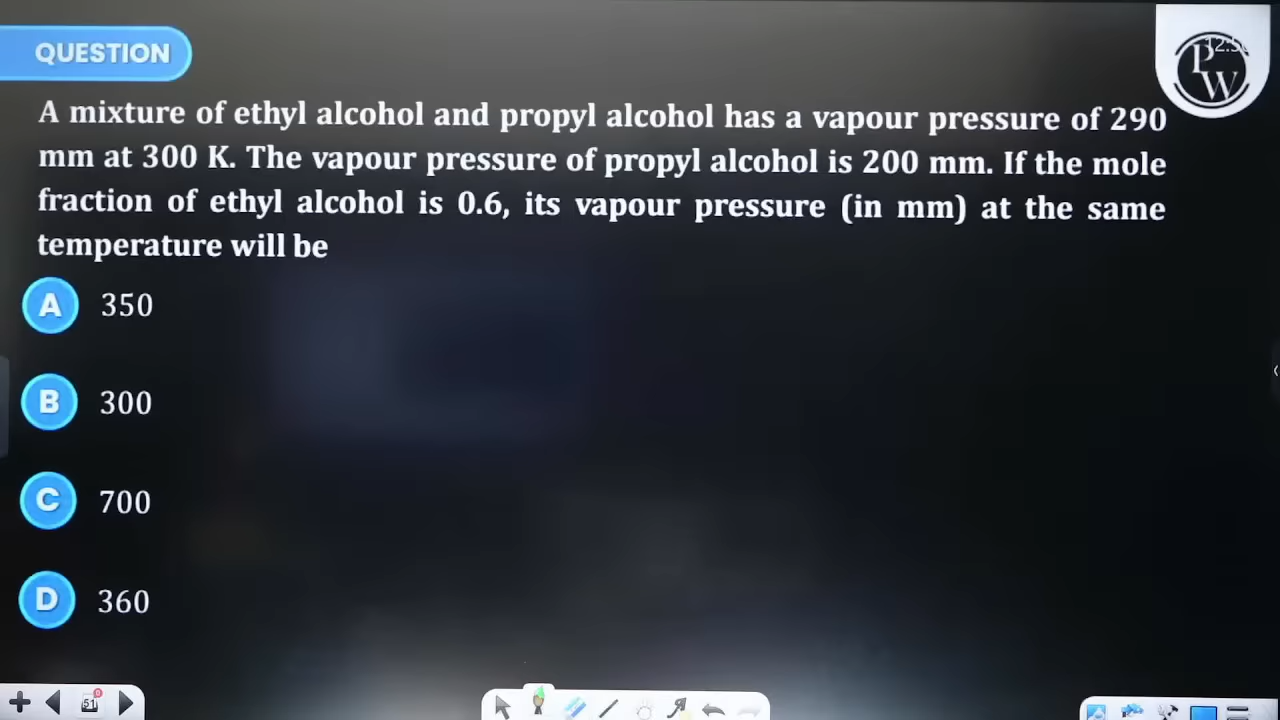 QUESTION
A mixture of ethyl alcohol and propyl alcohol has a vapour pressure of 290
mm at 300 K. The vapour pressure of propyl alcohol is 200 mm. If the mole
fraction of ethyl alcohol is 0.6, its vapour pressure (in mm) at the same
temperature will be
A 350
B 300
C 700
D 360
PW
51